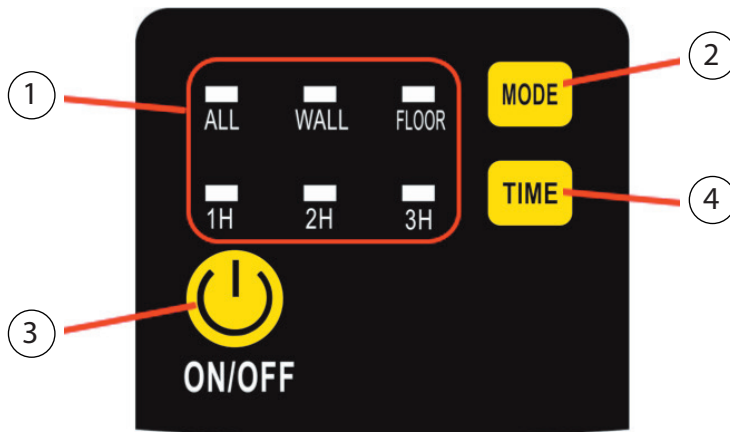 1
2
ALL WALL FLOOR
MODE
1H 2H 3H
TIME
4
3
ON/OFF